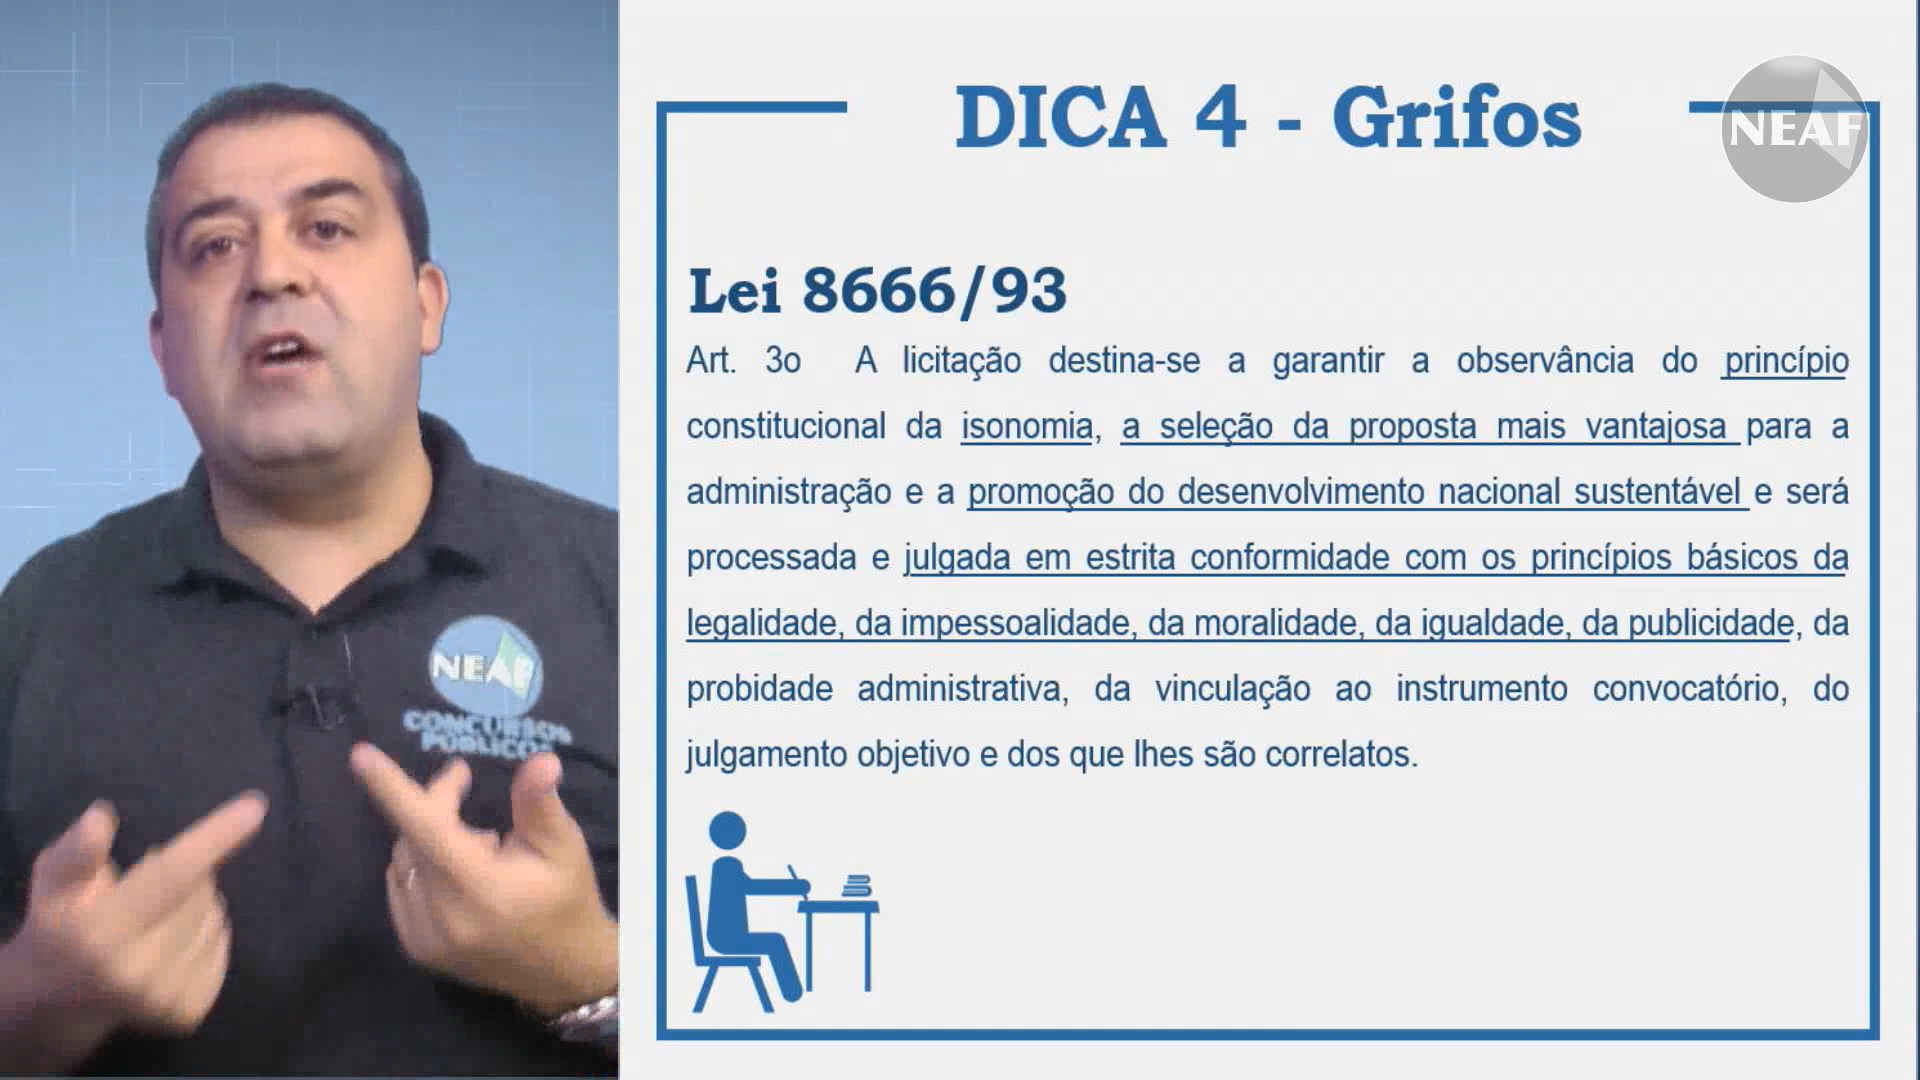 DICA 4 - Grifos
NEAF
Lei 8666/93
Art. 3o A licitação destina-se a garantir a observância do princípio
constitucional da isonomia, a seleção da proposta mais vantajosa para a
administração e a promoção do desenvolvimento nacional sustentável e será
processada e julgada em estrita conformidade com os princípios básicos da
legalidade, da impessoalidade, da moralidade, da igualdade, da publicidade, da
probidade administrativa, da vinculação ao instrumento convocatório, do
julgamento objetivo e dos que lhes são correlatos.
NEAF
CONCURSOS
PÚBLICOS